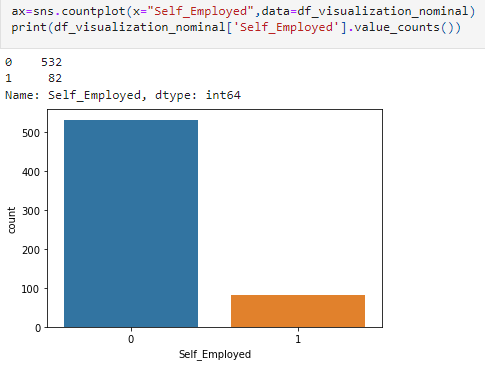 ax=sns.countplot(x="Self_Employed",data=df_visualization_nominal)
print(df_visualization_nominal['Self_Employed'].value_counts())
0    532
1     82
Name: Self_Employed, dtype: int64
500
400
300
200
100
0
count
0 1
Self_Employed